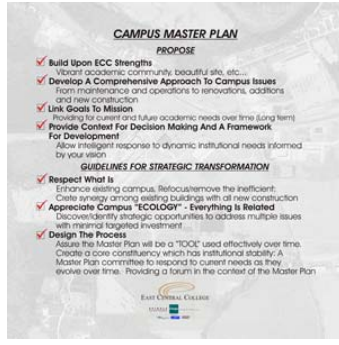 CAMPUS MASTER PLAN
PROPOSE
Build Upon ECC Strengths
Vibrant academic community, beautiful site, etc...
Develop A Comprehensive Approach To Campus Issues
From maintenance and operations to renovations, additions
and new construction
Link Goals To Mission
Providing for current and future academic needs over time (Long term)
Provide Context For Decision Making And A Framework
For Development
Allow intelligent response to dynamic institutional needs informed
by your vision
GUIDELINES FOR STRATEGIC TRANSFORMATION
Respect What Is
Enhance existing campus, Refocus/remove the inefficient:
Crete synergy among existing buildings with all new construction
Appreciate Campus "ECOLOGY" - Everything Is Related
Discover/identify strategic opportunities to address multiple issues
with minimal targeted investment
Design The Process
Assure the Master Plan will be a "TOOL" used effectively over time.
Create a core constituency which has institutional stability: A
Master Plan committee to respond to current needs as they
evolve over time. Providing a forum in the context of the Master Plan
EAST CENTRAL COLLEGE